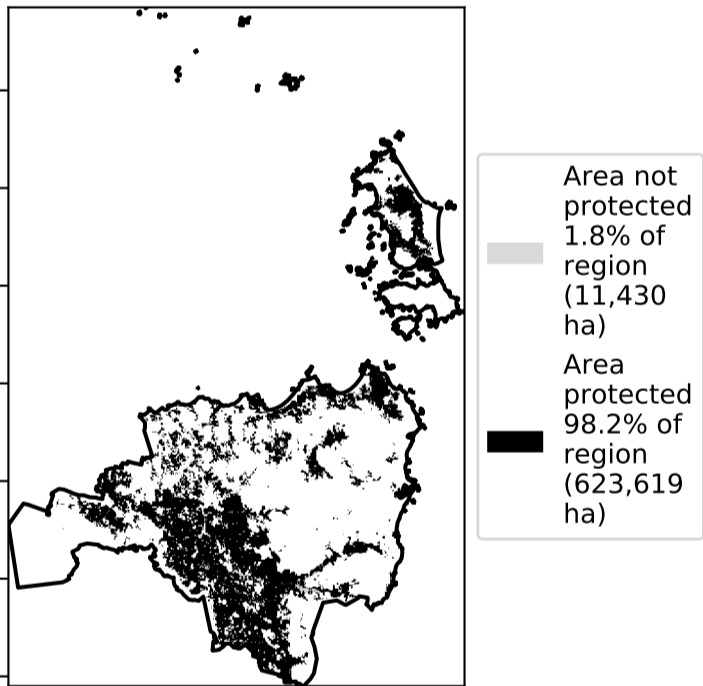 Area not
protected
1.8% of
region
(11,430
ha)
Area
protected
98.2% of
region
(623,619
ha)